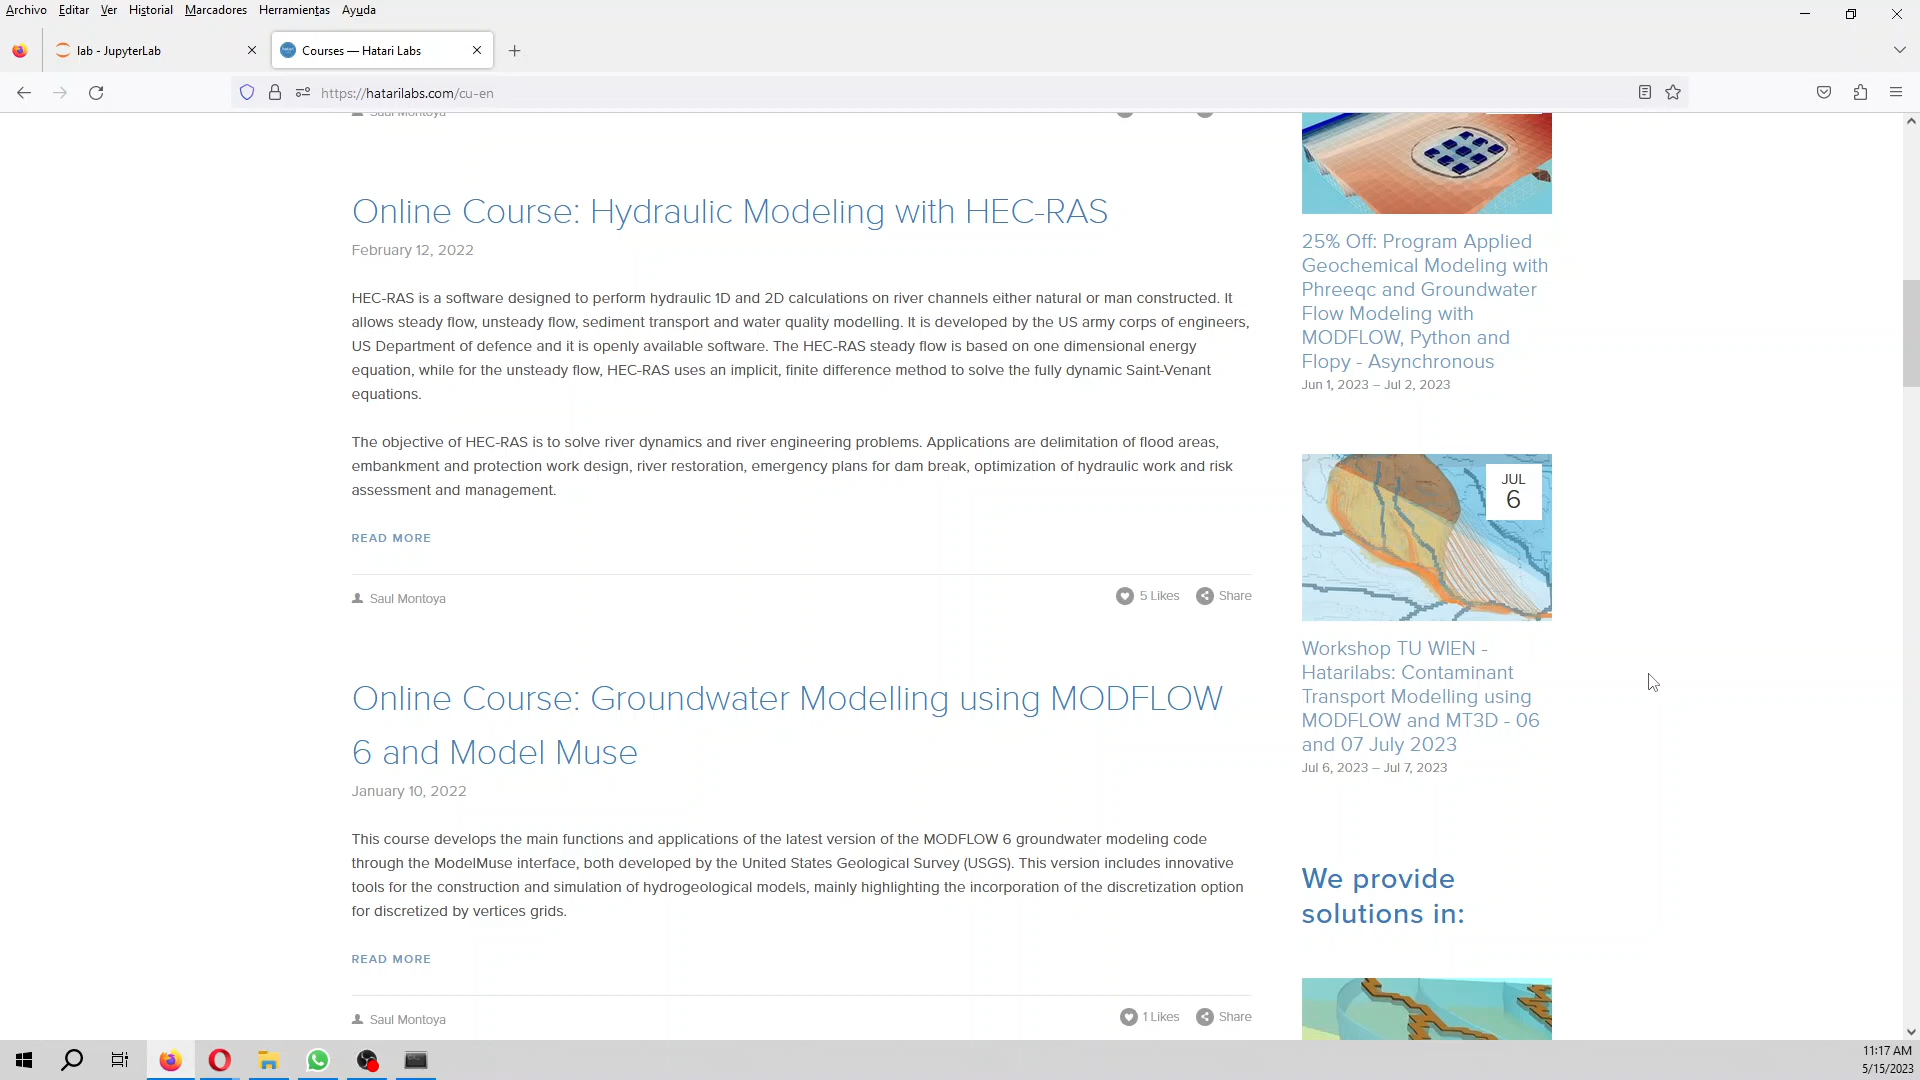 Archivo Editar Ver Historial Marcadores Herramientas Ayuda
lab - JupyterLab
Courses — Hatari Labs
https://hatarilabs.com/cu-en
Saul Montoya
Online Course: Hydraulic Modeling with HEC-RAS
February 12, 2022
HEC-RAS is a software designed to perform hydraulic 1D and 2D calculations on river channels either natural or man constructed. It
allows steady flow, unsteady flow, sediment transport and water quality modelling. It is developed by the US army corps of engineers,
US Department of defence and it is openly available software. The HEC-RAS steady flow is based on one dimensional energy
equation, while for the unsteady flow, HEC-RAS uses an implicit, finite difference method to solve the fully dynamic Saint-Venant
equations.
The objective of HEC-RAS is to solve river dynamics and river engineering problems. Applications are delimitation of flood areas,
embankment and protection work design, river restoration, emergency plans for dam break, optimization of hydraulic work and risk
assessment and management.
READ MORE
Saul Montoya
5 Likes Share
Online Course: Groundwater Modelling using MODFLOW
6 and Model Muse
January 10, 2022
This course develops the main functions and applications of the latest version of the MODFLOW 6 groundwater modeling code
through the ModelMuse interface, both developed by the United States Geological Survey (USGS). This version includes innovative
tools for the construction and simulation of hydrogeological models, mainly highlighting the incorporation of the discretization option
for discretized by vertices grids.
READ MORE
Saul Montoya
1 Likes Share
25% Off: Program Applied
Geochemical Modeling with
Phreeqc and Groundwater
Flow Modeling with
MODFLOW, Python and
Flopy - Asynchronous
Jun 1, 2023 – Jul 2, 2023
JUL
6
Workshop TU WIEN -
Hatarilabs: Contaminant
Transport Modelling using
MODFLOW and MT3D - 06
and 07 July 2023
Jul 6, 2023 – Jul 7, 2023
We provide
solutions in:
11:17 AM
5/15/2023